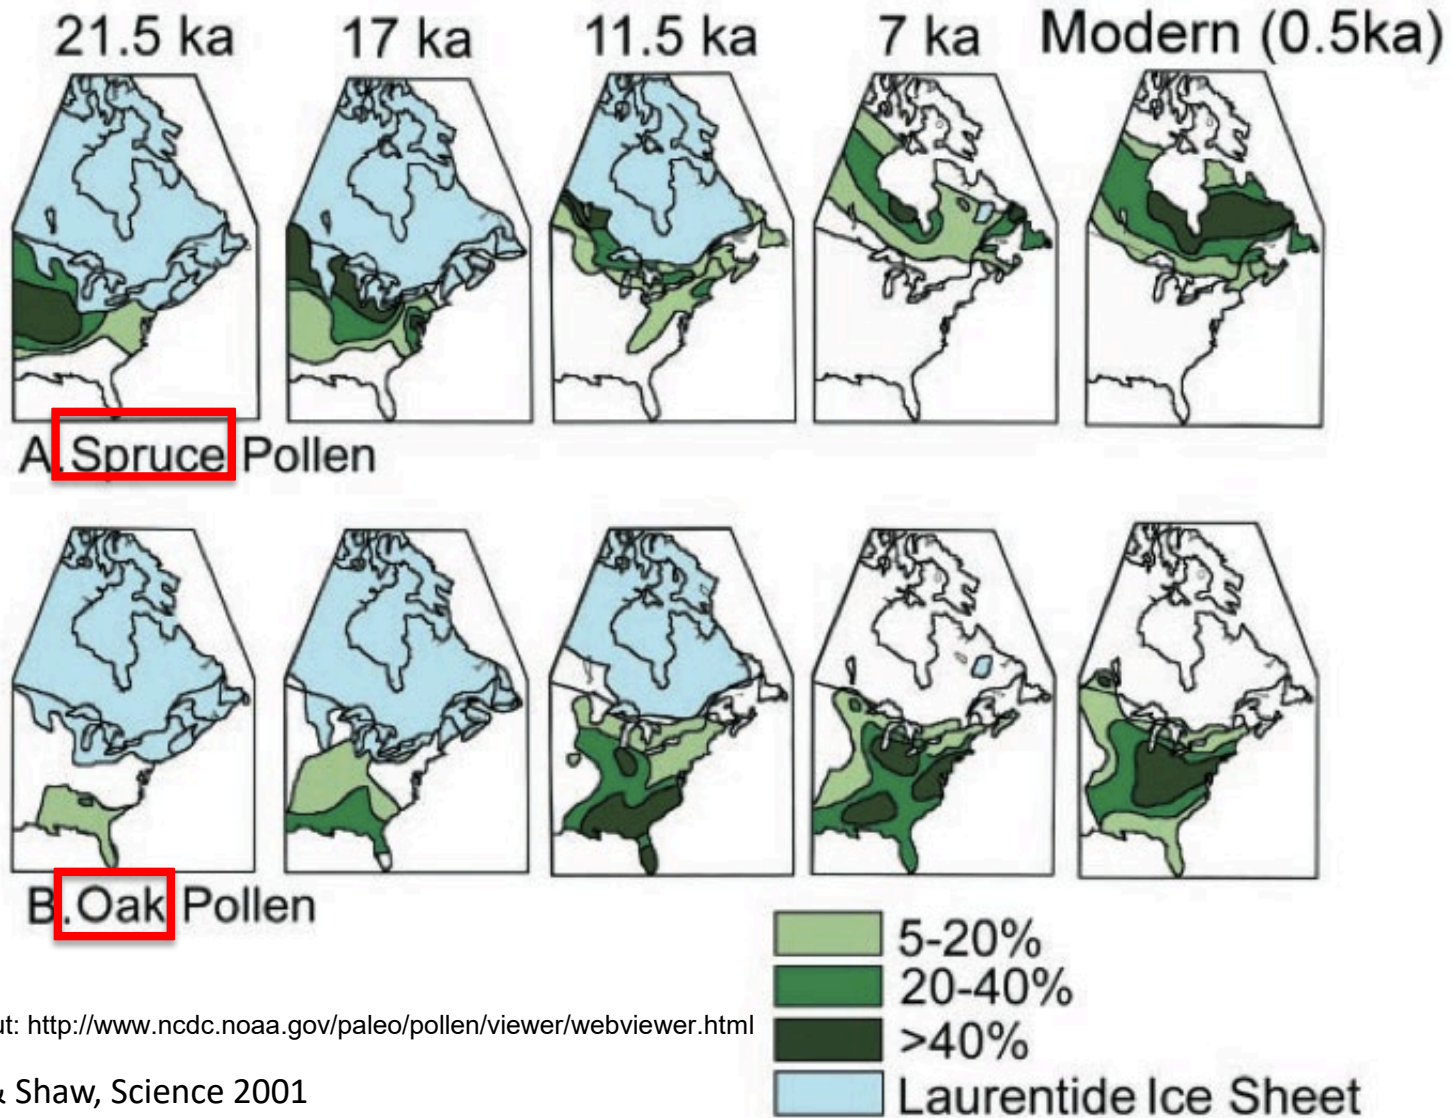 21.5 ka 17 ka 11.5 ka 7 ka Modern (0.5ka)
A. Spruce Pollen
B. Oak Pollen
5-20%
20-40%
>40%
Laurentide Ice Sheet
ut: http://www.ncdc.noaa.gov/paleo/pollen/viewer/webviewer.html
& Shaw, Science 2001